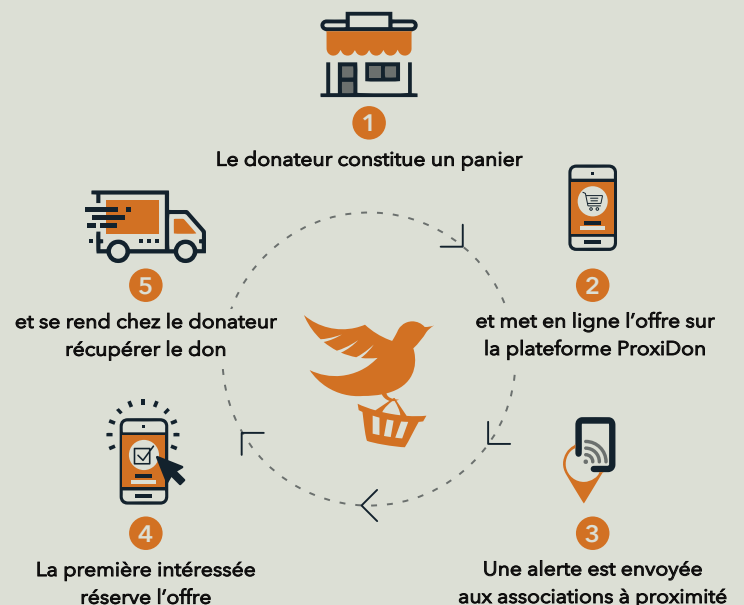 1
Le donateur constitue un panier
2
et met en ligne l'offre sur
la plateforme ProxiDon
3
Une alerte est envoyée
aux associations à proximité
4
La première intéressée
réserve l'offre
5
et se rend chez le donateur
récupérer le don